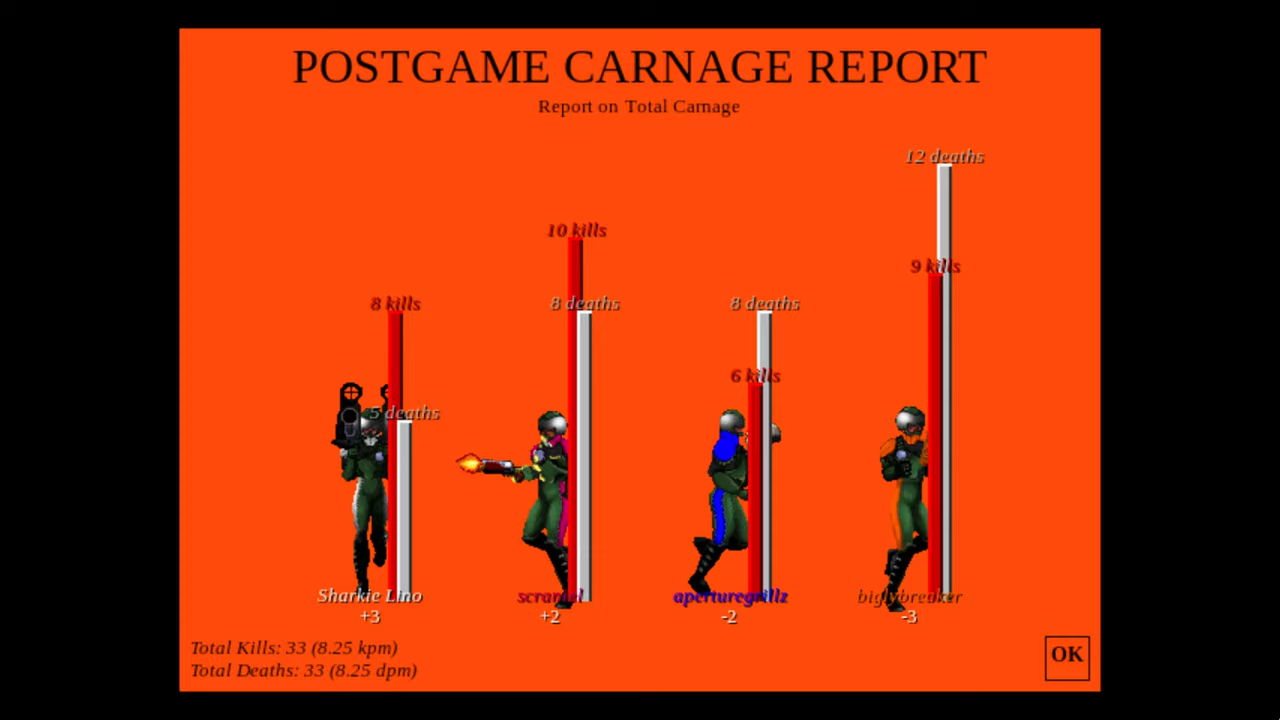 POSTGAME CARNAGE REPORT
Report on Total Carnage
12 deaths
10 kills
9 kills
8 kills
8 deaths
8 deaths
6 kills
5 deaths
Sharkie Lino
aperturegrillz
biglybreaker
+3
+2
-2
-3
Total Kills: 33 (8.25 kpm)
Total Deaths: 33 (8.25 dpm)
OK